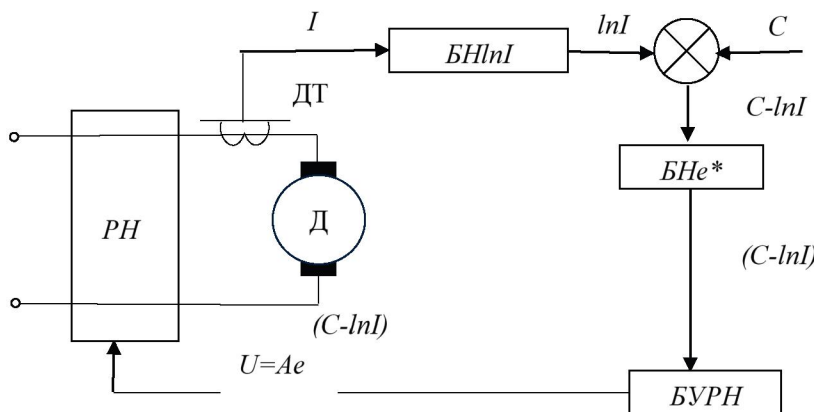 I
lnI
C
БНlnI
ДТ
C-lnI
БНе*
РН
Д
(C-lnI)
(C-lnI)
U=Ae
БУРН